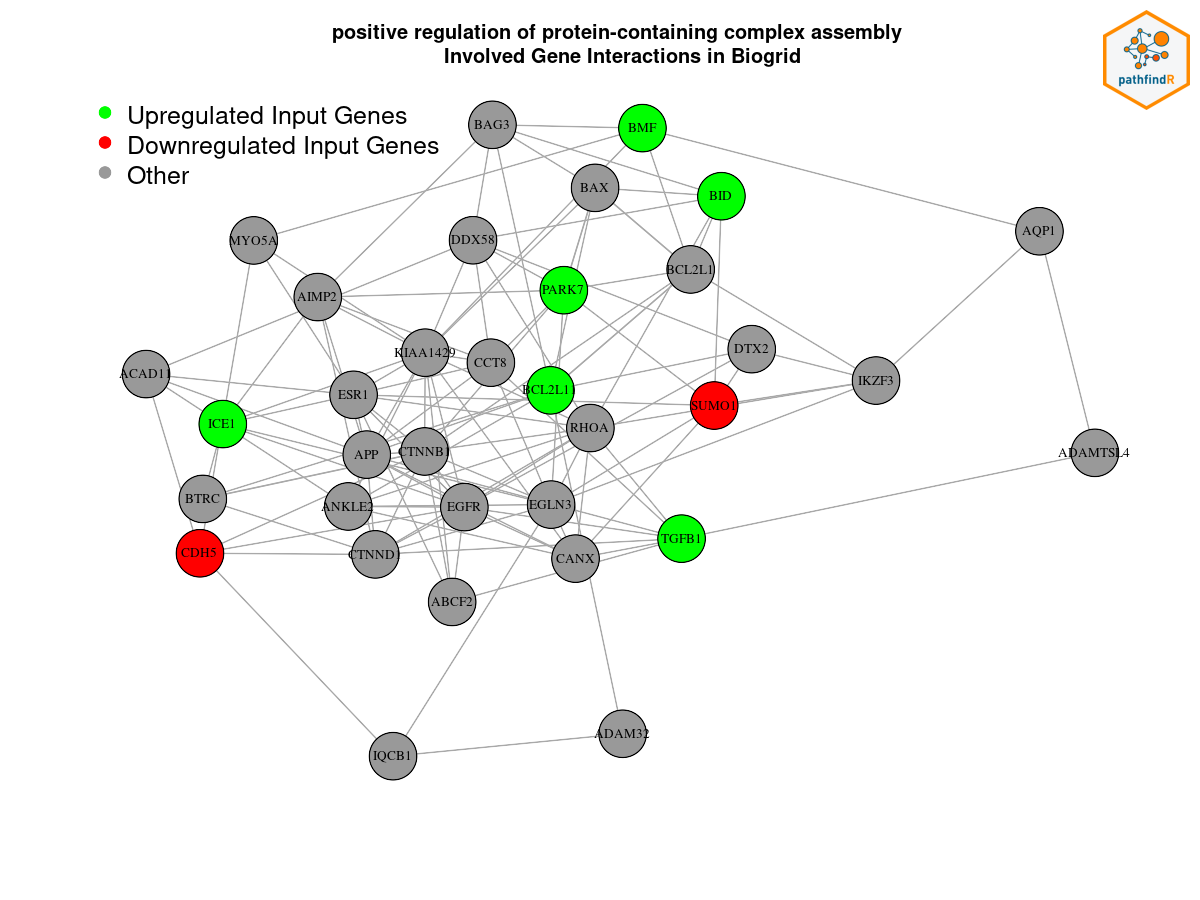 positive regulation of protein-containing complex assembly
Involved Gene Interactions in Biogrid
pathfindR
Upregulated Input Genes
Downregulated Input Genes
Other
BAG3
BMF
BAX
BID
AQP1
MYO5A
DDX58
BCL2L1
AIMP2
PARK7
KIAA1429
CCT8
DTX2
ACAD11
ESR1
BCL2L11
SUMO1
IKZF3
ICE1
RHOA
APP
CTNNB1
ADAMTSL4
BTRC
ANKLE2
EGFR
EGLN3
TGFB1
CDH5
CTNND1
CANX
ABCF2
IQCB1
ADAM32